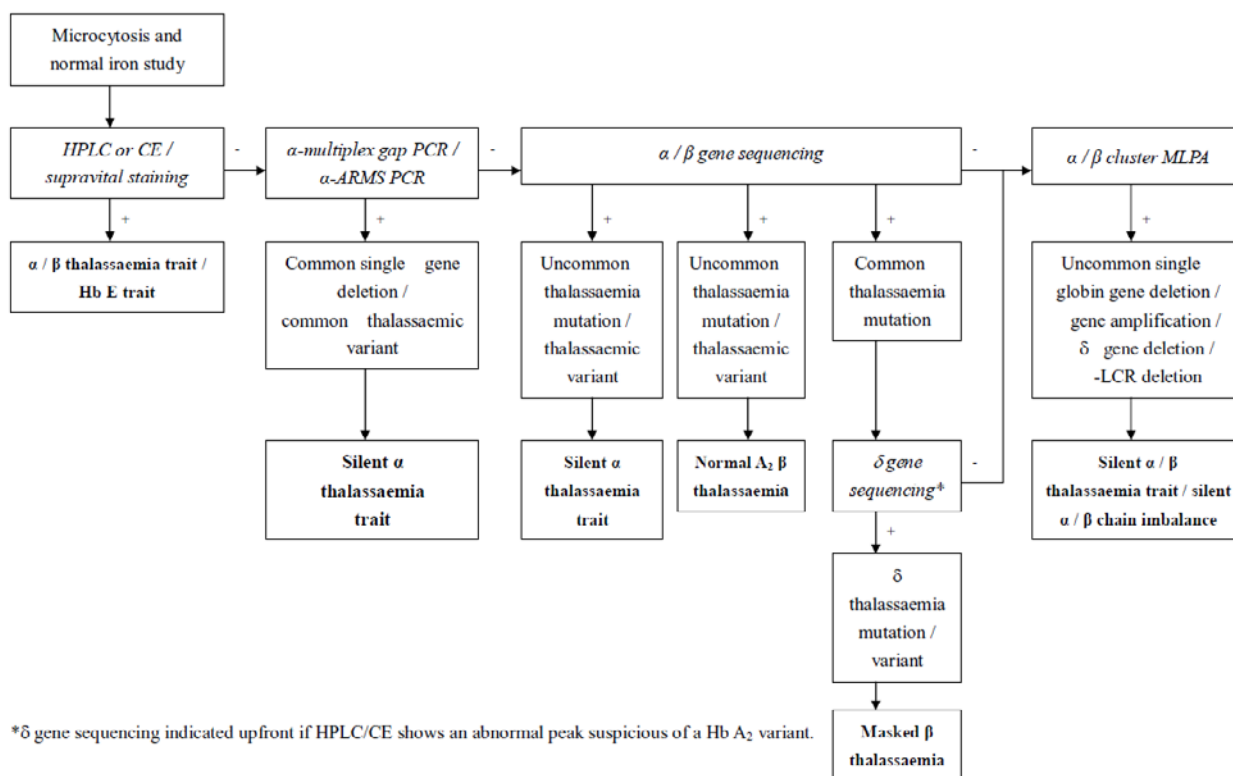 Microcytosis and
normal iron study
HPLC or CE /
supravital staining
-
α-multiplex gap PCR /
α-ARMS PCR
-
α / β gene sequencing
-
α / β cluster MLPA
+
+
+
+
+
+
α / β thalassaemia trait /
Hb E trait
Common single gene
deletion /
common thalassaemic
variant
Uncommon
thalassaemia
mutation /
thalassaemic
variant
Uncommon
thalassaemia
mutation /
thalassaemic
variant
Common
thalassaemia
mutation
Uncommon single
globin gene deletion /
gene amplification /
δ gene deletion /
-LCR deletion
Silent α
thalassaemia
trait
Silent α
thalassaemia
trait
Normal A₂ β
thalassaemia
δ gene
sequencing*
-
Silent α / β
thalassaemia trait / silent
α / β chain imbalance
+
δ
thalassaemia
mutation /
variant
Masked β
thalassaemia
*δ gene sequencing indicated upfront if HPLC/CE shows an abnormal peak suspicious of a Hb A₂ variant.